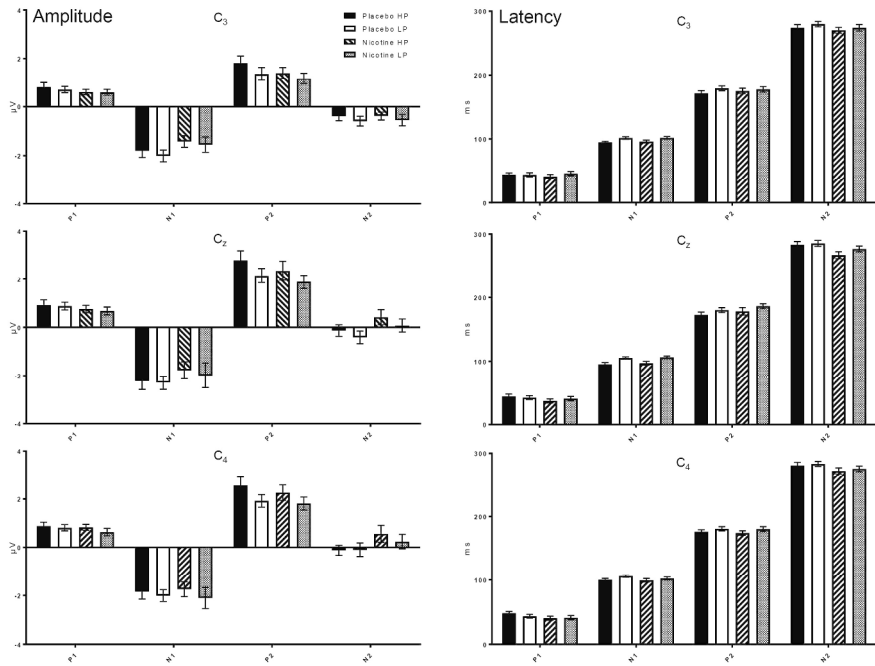 Amplitude
C3
Placebo HP
Placebo LP
Nicotine HP
Nicotine LP
4
2
0
-2
-4
µV
P1
N1
P2
N2
Cz
4
2
0
-2
-4
µV
P1
N1
P2
N2
C4
4
2
0
-2
-4
µV
P1
N1
P2
N2
Latency
C3
300
200
100
0
ms
P1
N1
P2
N2
Cz
300
200
100
0
ms
P1
N1
P2
N2
C4
300
200
100
0
ms
P1
N1
P2
N2